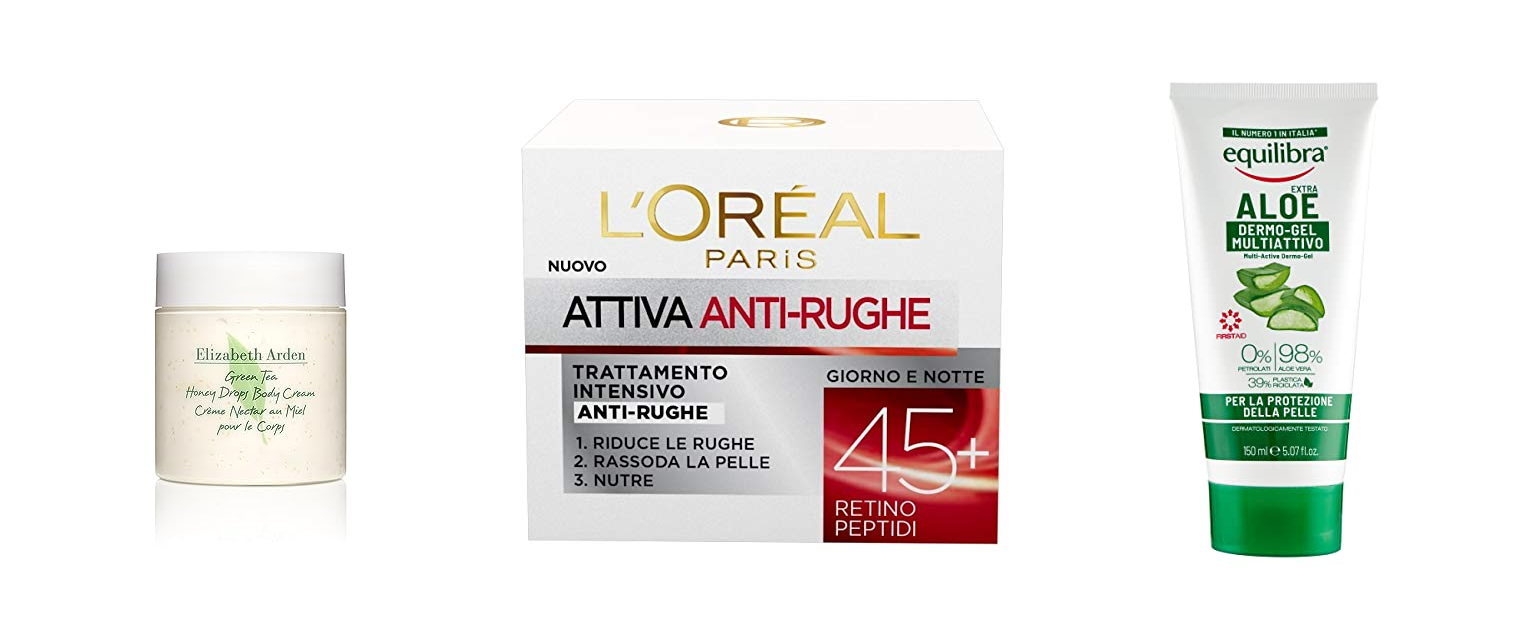 Elizabeth Arden
Green Tea
Honey Drops Body Cream
Crème Nectar au Miel
pour le Corps
L'ORÉAL
PARiS
NUOVO
ATTIVA ANTI-RUGHE
TRATTAMENTO
INTENSIVO
ANTI-RUGHE
1. RIDUCE LE RUGHE
2. RASSODA LA PELLE
3. NUTRE
GIORNO E NOTTE
45+
RETINO
PEPTIDI
IL NUMERO 1 IN ITALIA*
equilibra®
EXTRA
ALOE
DERMO-GEL
MULTIATTIVO
Multi-Active Dermo-Gel
FIRSTAID
0% 98%
PETROLATI ALOE VERA
39% PLASTICA RICICLATA
PER LA PROTEZIONE
DELLA PELLE
DERMATOLOGICAMENTE TESTATO
150 ml ℮ 5.07 fl.oz.